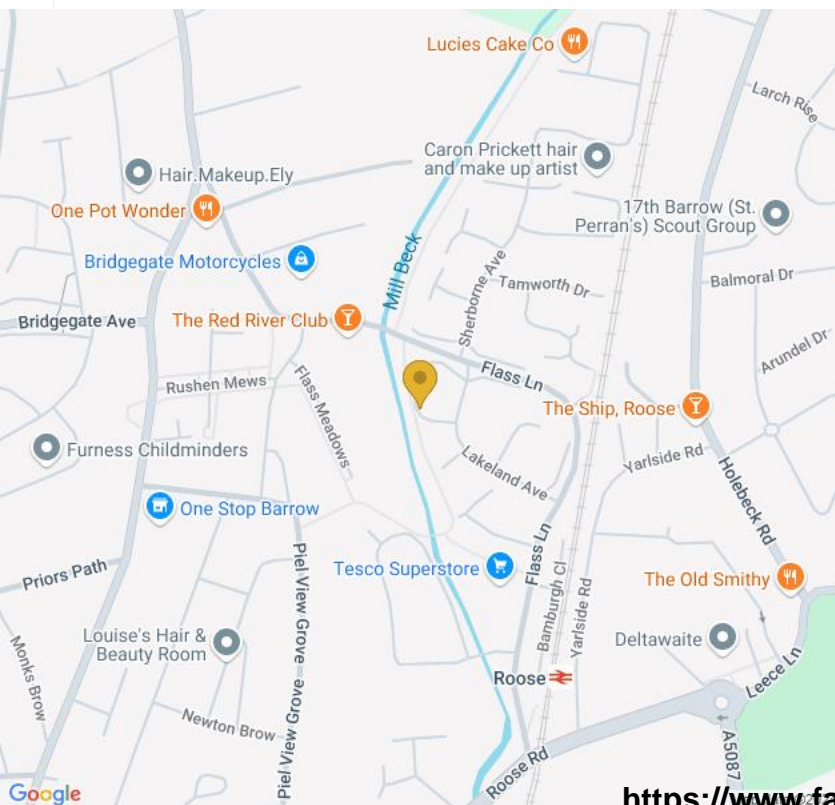 Lucies Cake Co
Larch Rise
Caron Prickett hair
and make up artist
Hair.Makeup.Ely
17th Barrow (St.
Perran's) Scout Group
One Pot Wonder
Mill Beck
Bridgegate Motorcycles
Sherborne Ave
Tamworth Dr
Balmoral Dr
Bridgegate Ave
The Red River Club
Arundel Dr
Flass Ln
Rushen Mews
Flass Meadows
The Ship, Roose
Furness Childminders
Yarlside Rd
Lakeland Ave
Holebeck Rd
One Stop Barrow
Flass Ln
Piel View Grove
Tesco Superstore
Bamburgh Cl
Yarlside Rd
The Old Smithy
Priors Path
Louise's Hair &
Beauty Room
Deltawaite
Monks Brow
Leece Ln
Roose
Piel View Grove
Newton Brow
A5087
Roose Rd
Google
https://www.fa